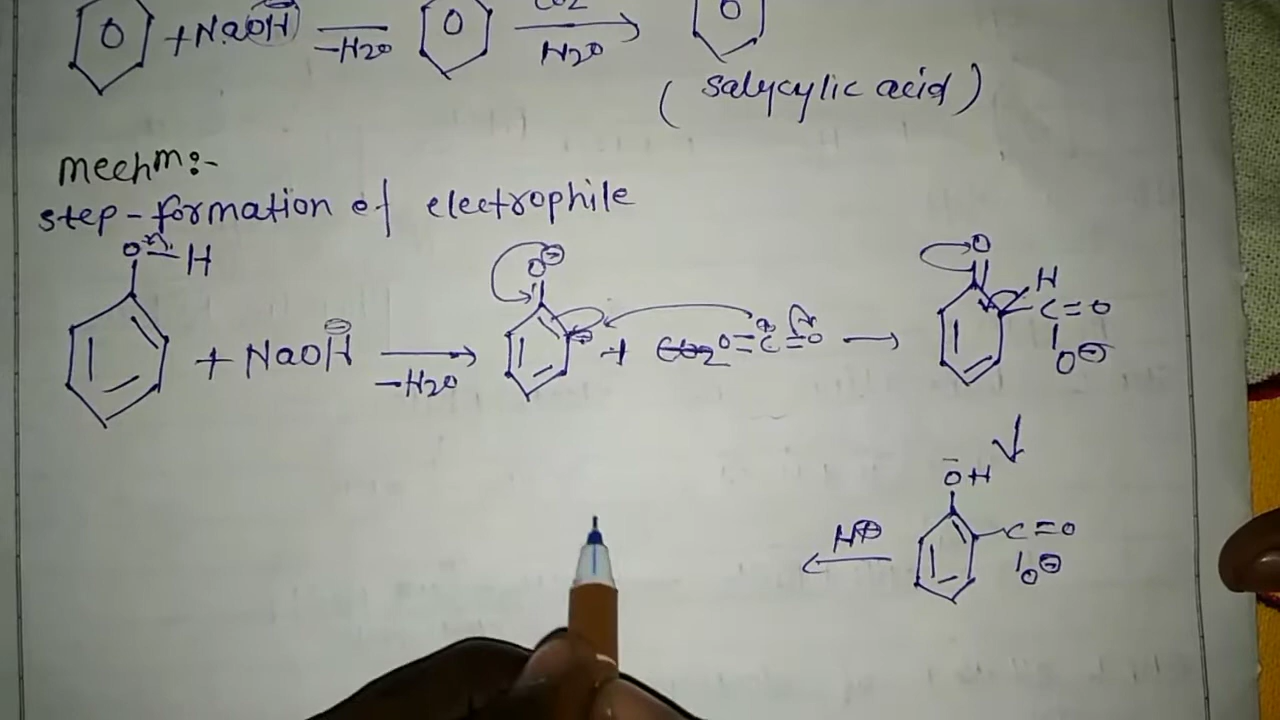 +NaOH -H2O CO2 H2O
(Salycylic acid)
mechm:-
step-formation of electrophile
O-H O⊖ O H
+ NaOH⊖ -H2O + O=C=O C=O
O⊖
OH
H⊕ C=O
O⊖